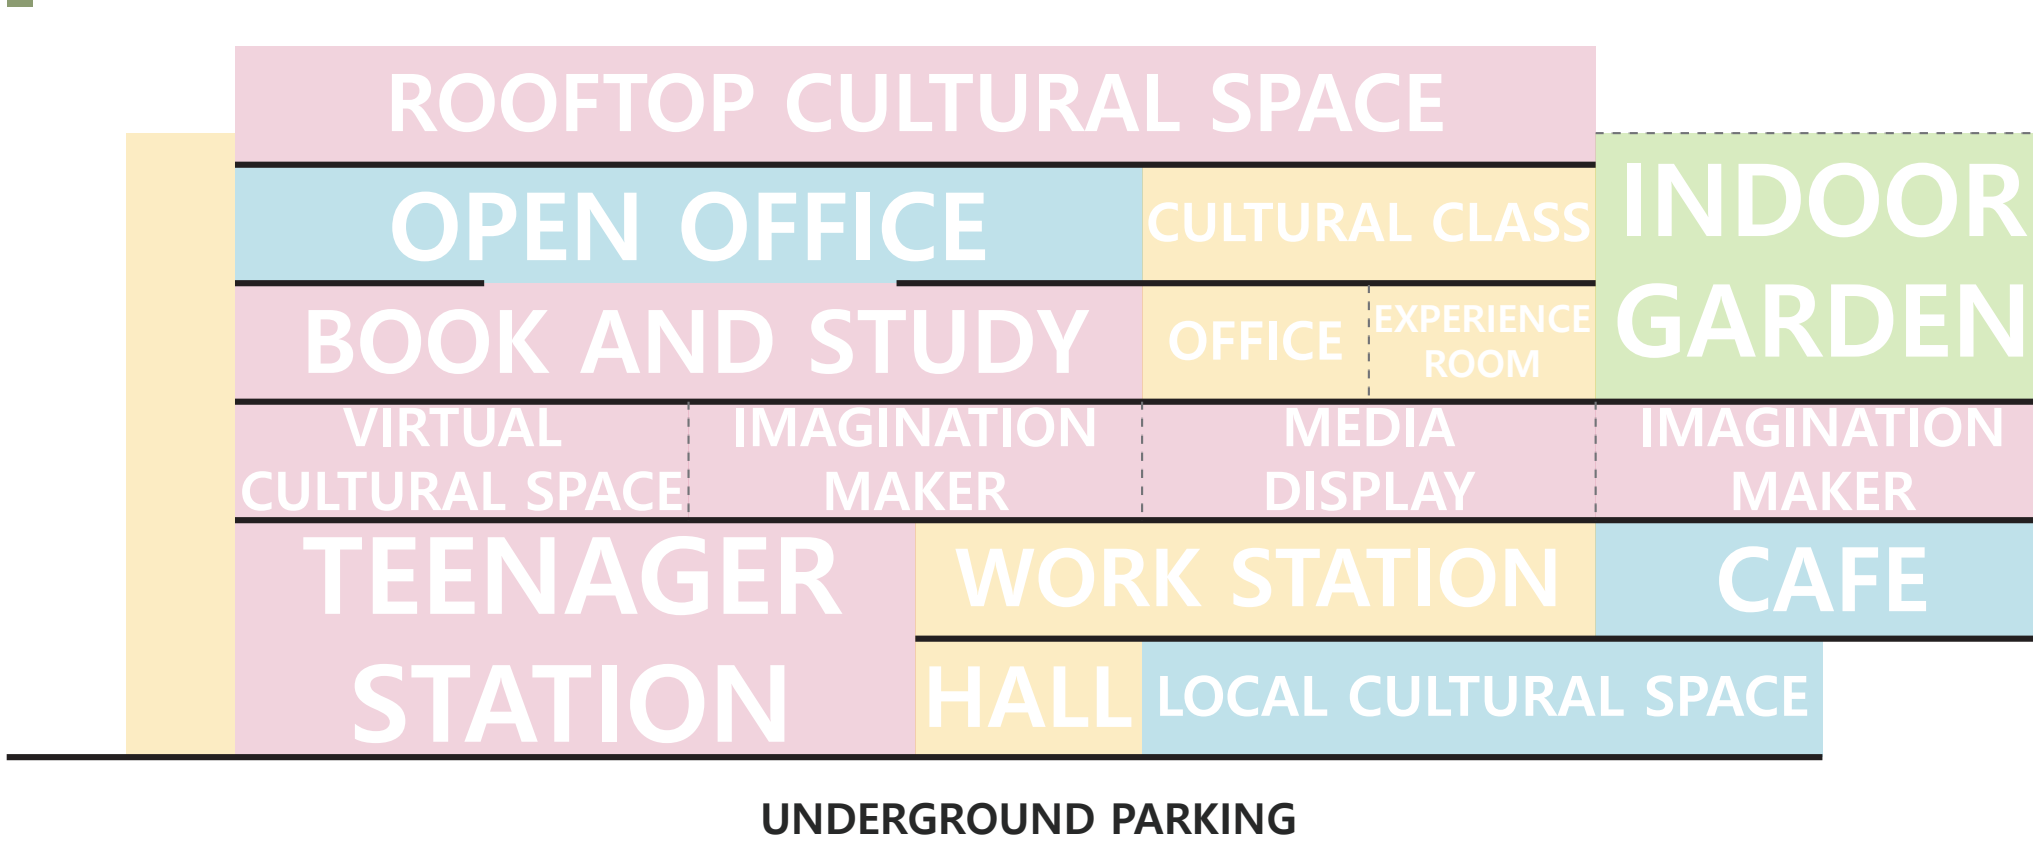 ROOFTOP CULTURAL SPACE
OPEN OFFICE
CULTURAL CLASS
INDOOR
GARDEN
BOOK AND STUDY
OFFICE
EXPERIENCE
ROOM
VIRTUAL
CULTURAL SPACE
IMAGINATION
MAKER
MEDIA
DISPLAY
IMAGINATION
MAKER
TEENAGER
STATION
WORK STATION
CAFE
HALL
LOCAL CULTURAL SPACE
UNDERGROUND PARKING